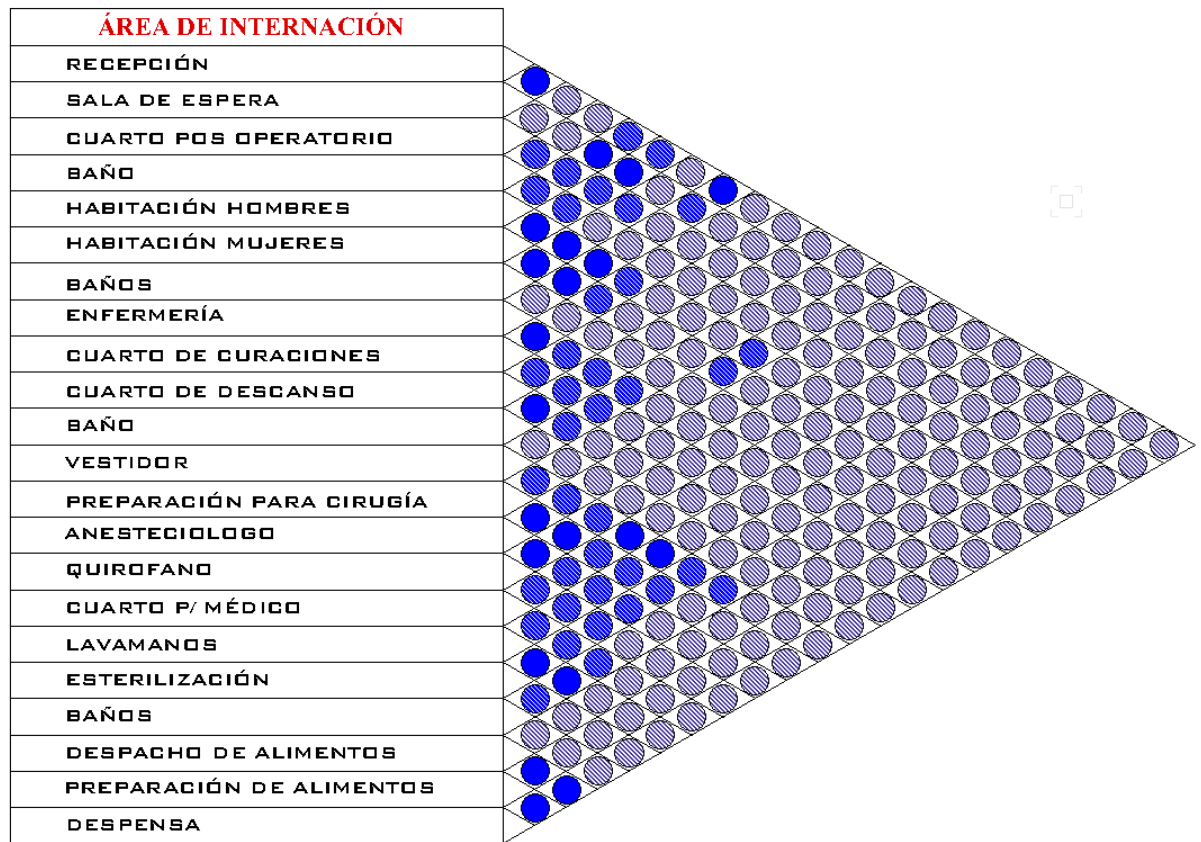 ÁREA DE INTERNACIÓN
RECEPCIÓN
SALA DE ESPERA
CUARTO POS OPERATORIO
BAÑO
HABITACIÓN HOMBRES
HABITACIÓN MUJERES
BAÑOS
ENFERMERÍA
CUARTO DE CURACIONES
CUARTO DE DESCANSO
BAÑO
VESTIDOR
PREPARACIÓN PARA CIRUGÍA
ANESTECIOLOGO
QUIROFANO
CUARTO P/ MÉDICO
LAVAMANOS
ESTERILIZACIÓN
BAÑOS
DESPACHO DE ALIMENTOS
PREPARACIÓN DE ALIMENTOS
DESPENSA